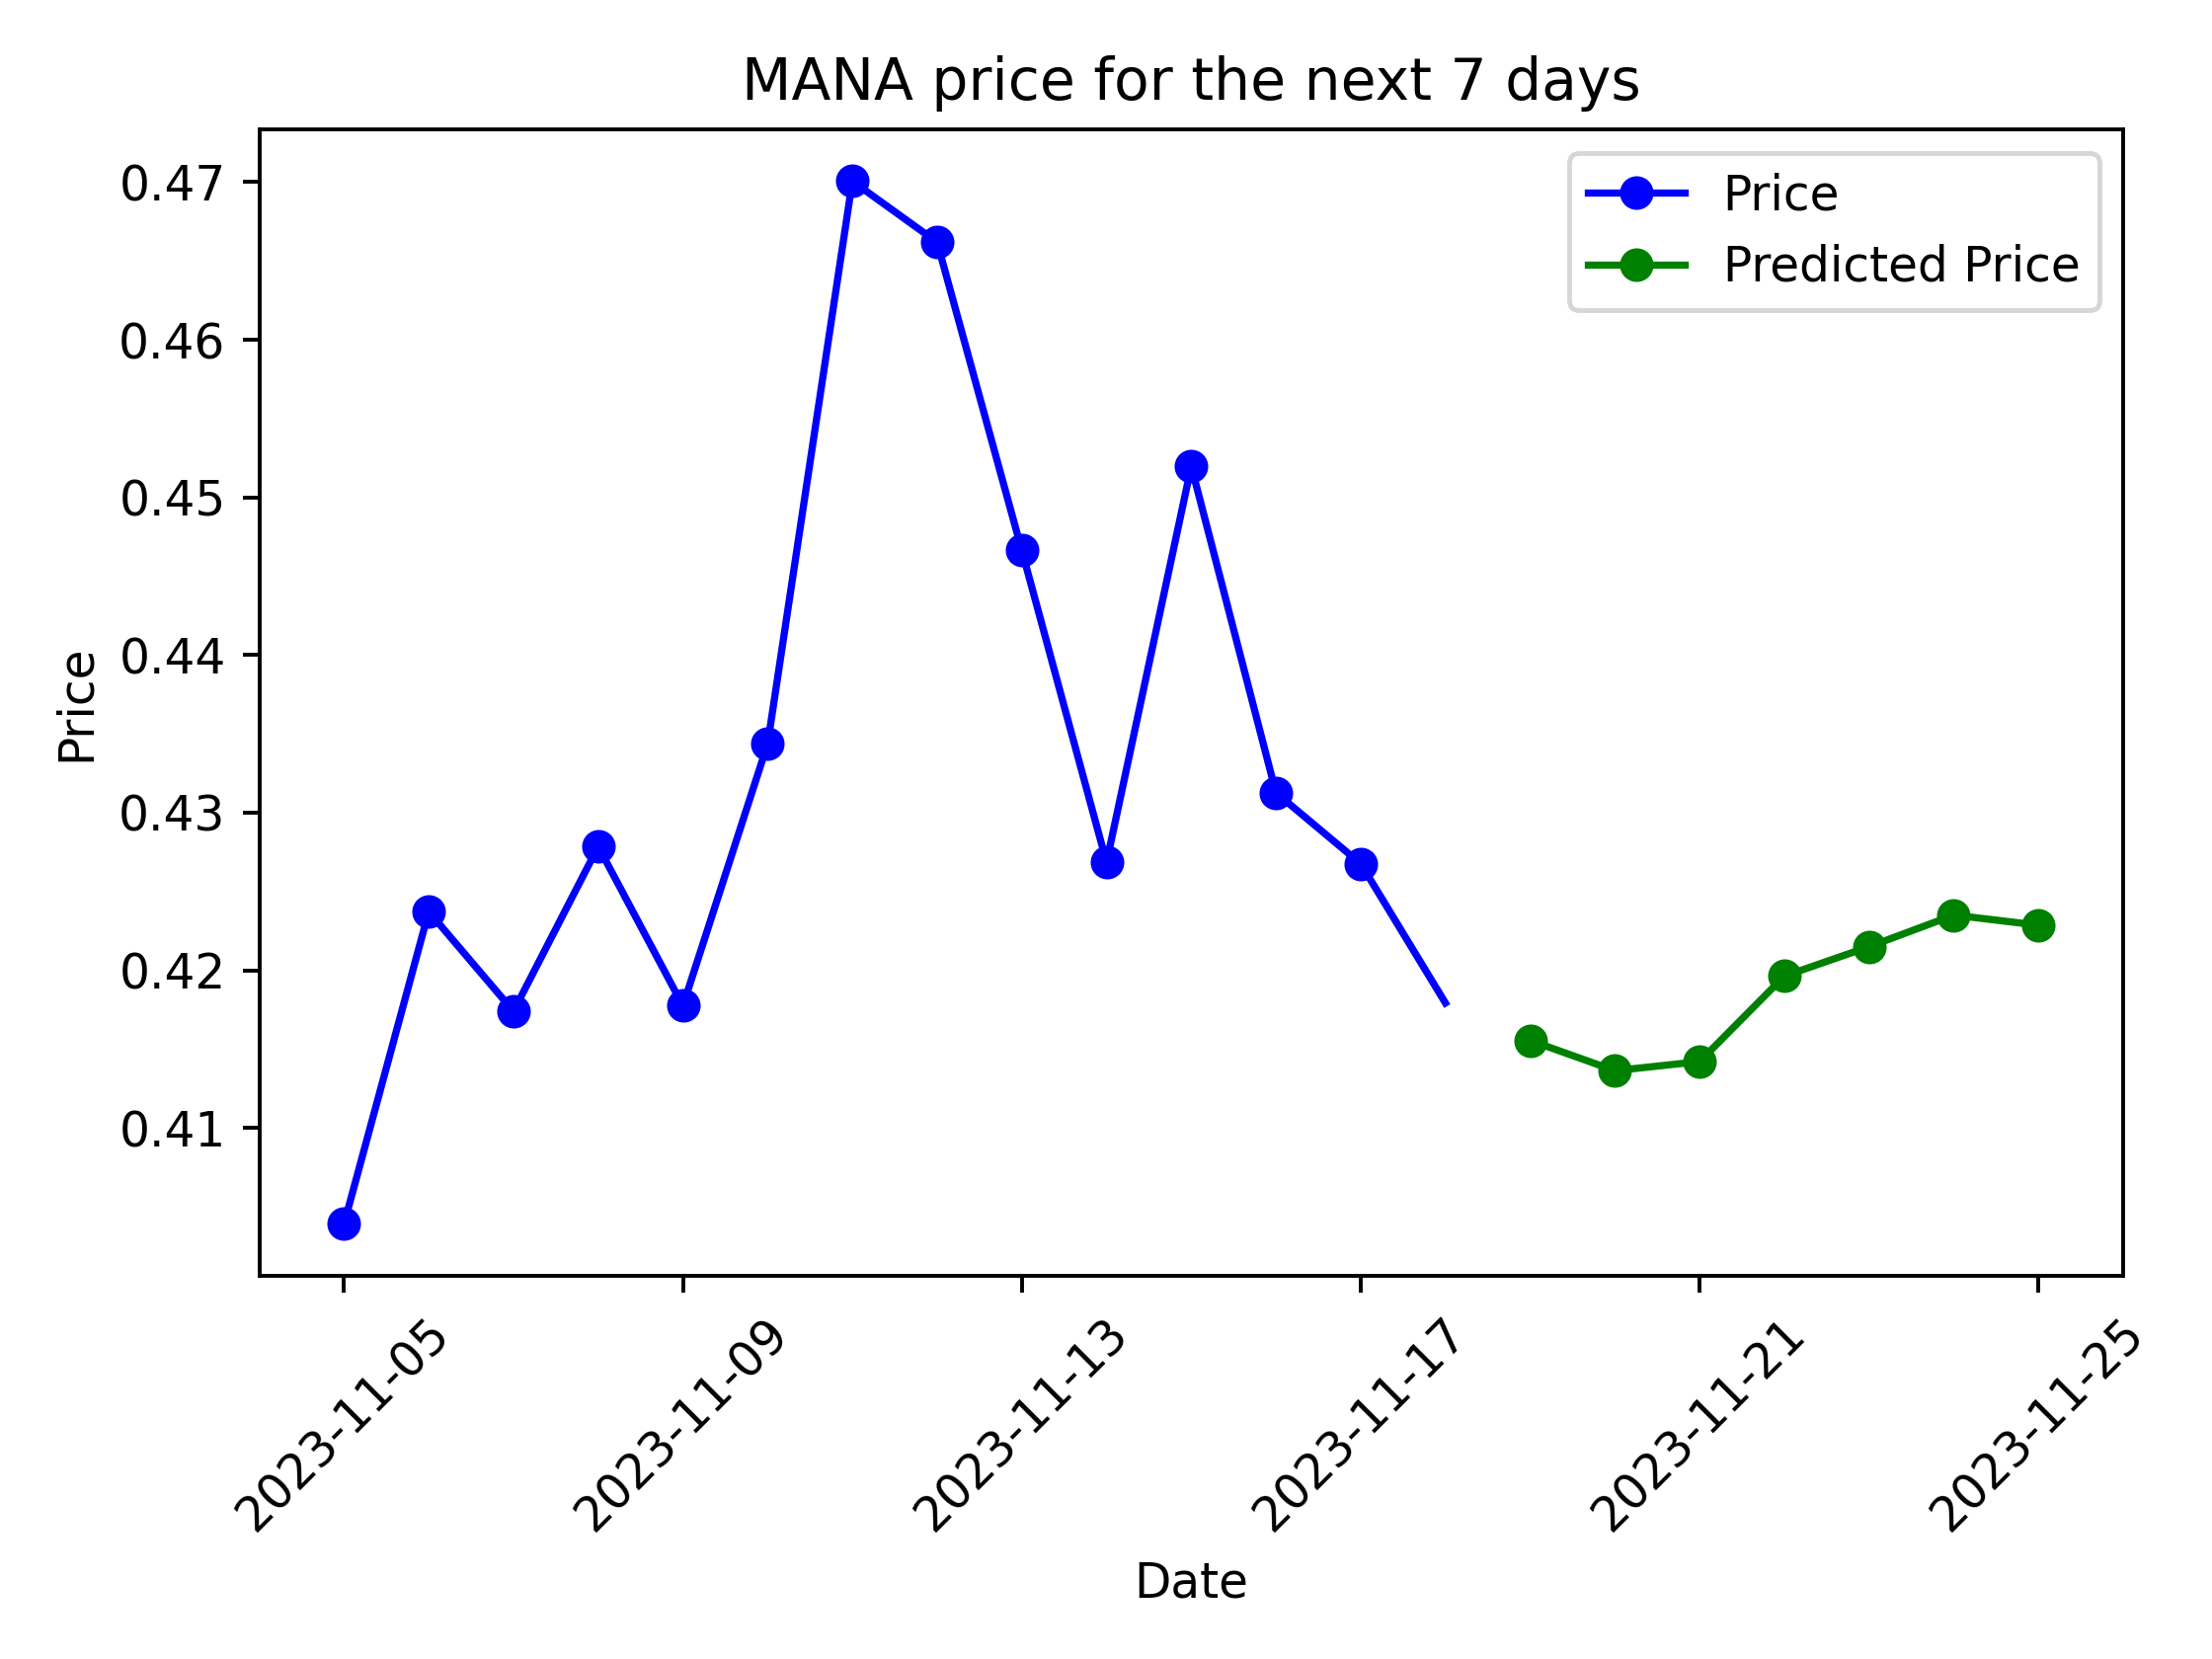 MANA price for the next 7 days
Price
Predicted Price
0.47
0.46
0.45
0.44
0.43
0.42
0.41
Price
2023-11-05
2023-11-09
2023-11-13
2023-11-17
2023-11-21
2023-11-25
Date